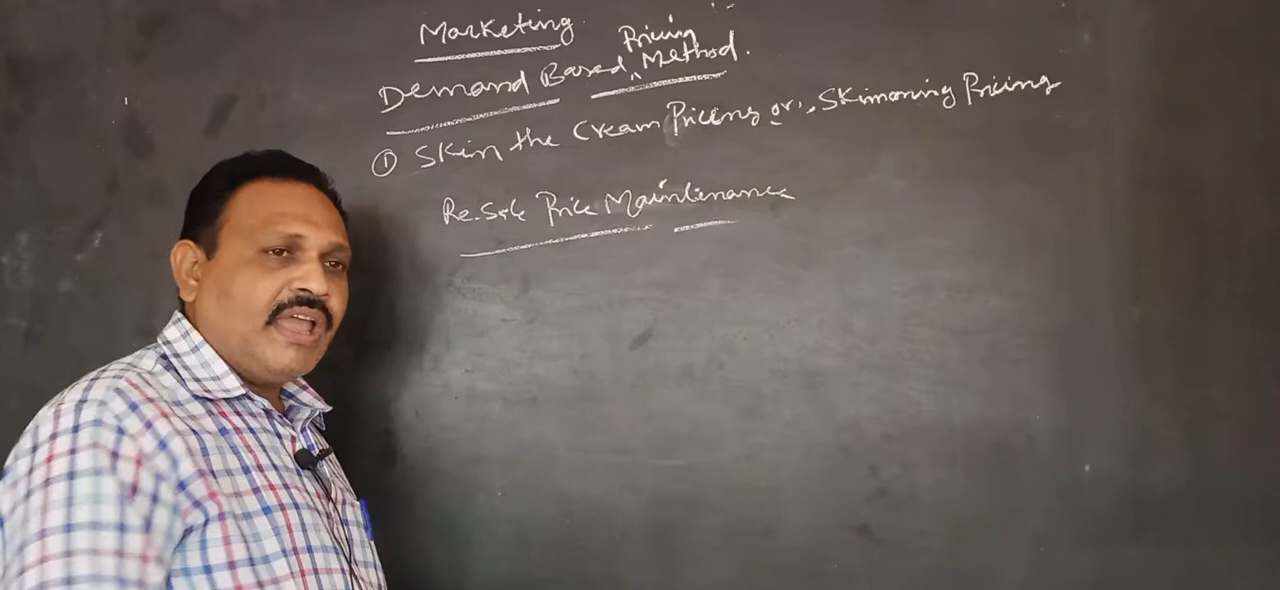 Marketing
Demand Based Pricing Method.
① Skim the Cream Pricing or Skimming Pricing
Re.Sale Price Maintenance